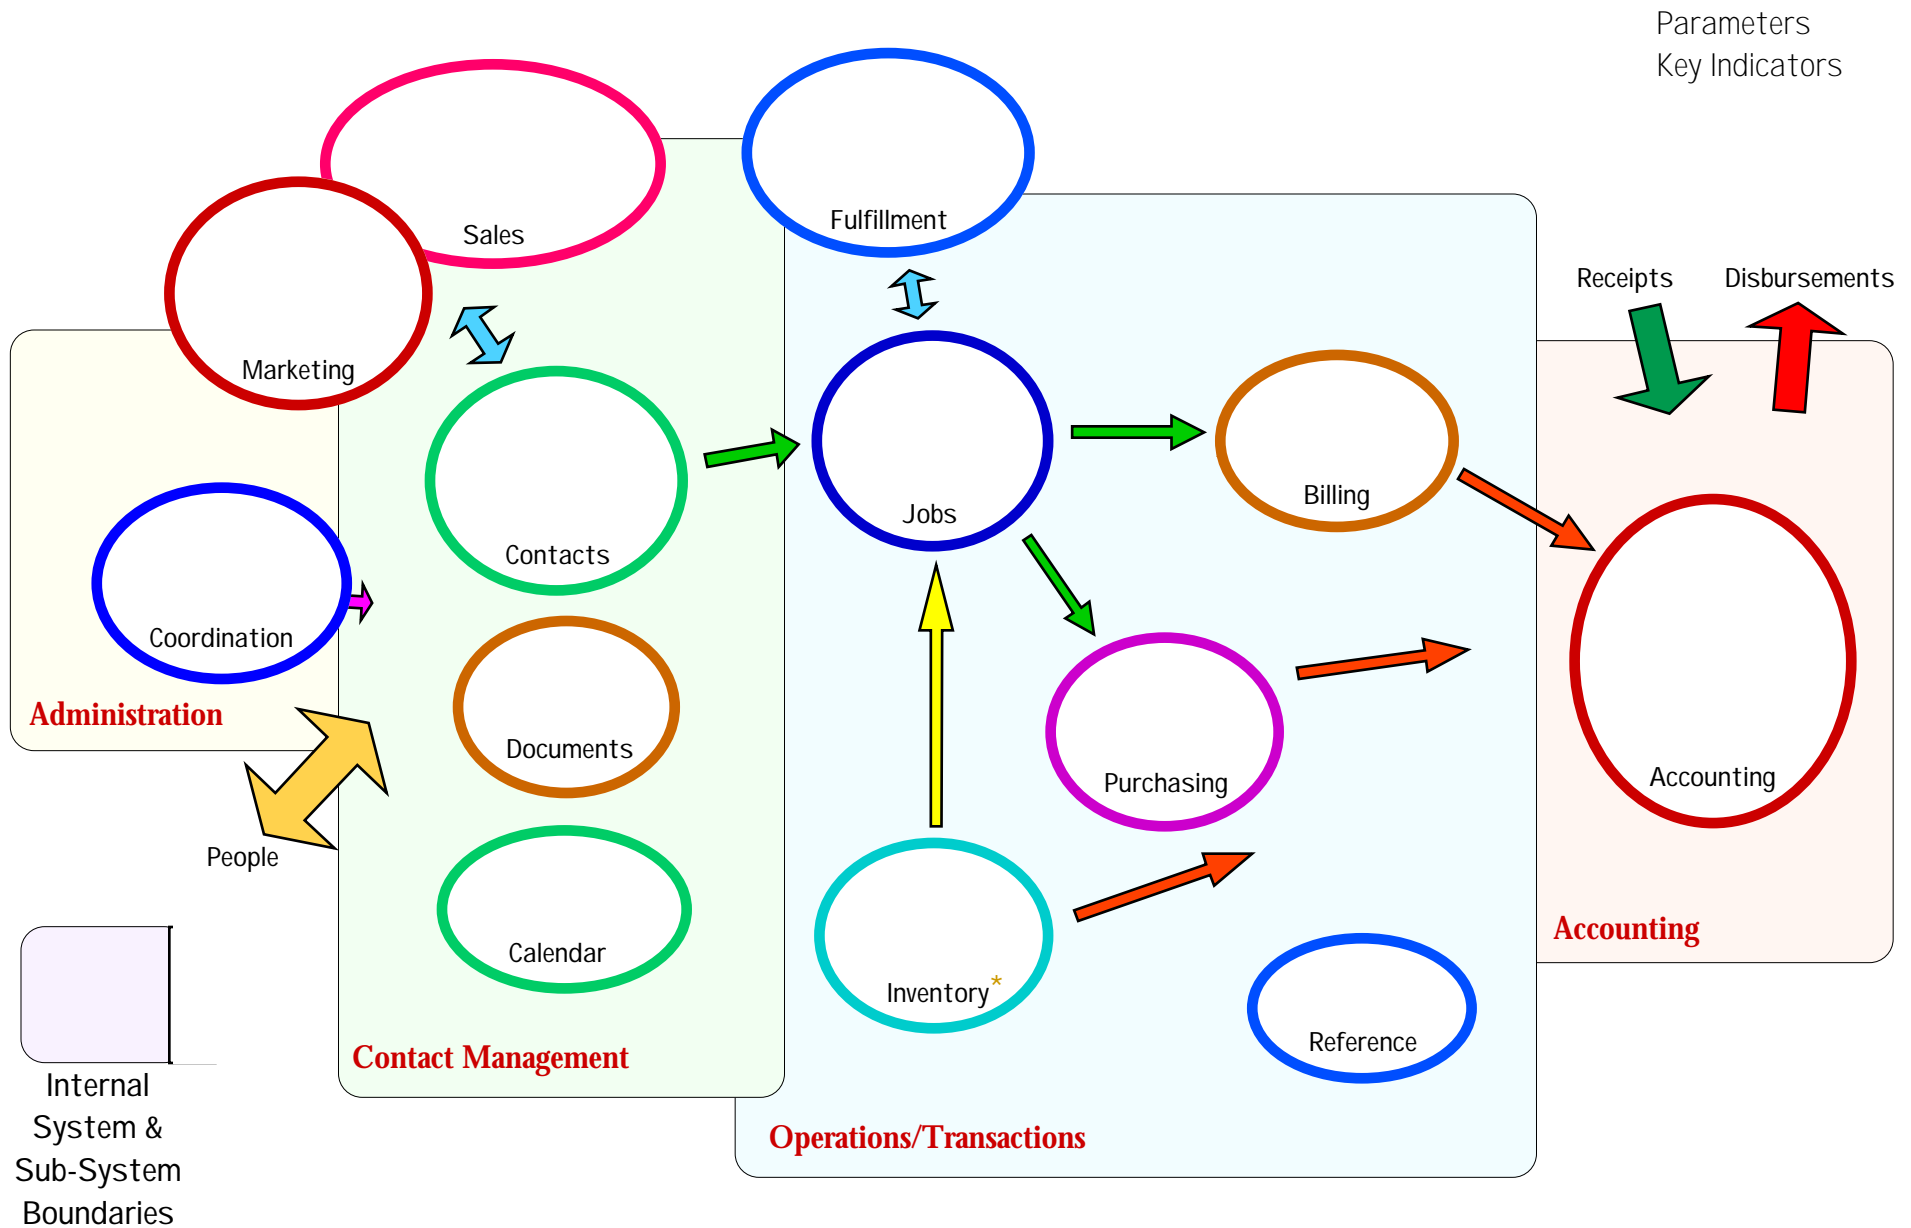 Parameters
Key Indicators
Sales
Fulfillment
Marketing
Receipts
Disbursements
Contacts
Jobs
Billing
Coordination
Administration
Documents
Purchasing
Accounting
People
Calendar
Inventory*
Reference
Accounting
Contact Management
Operations/Transactions
Internal
System &
Sub-System
Boundaries